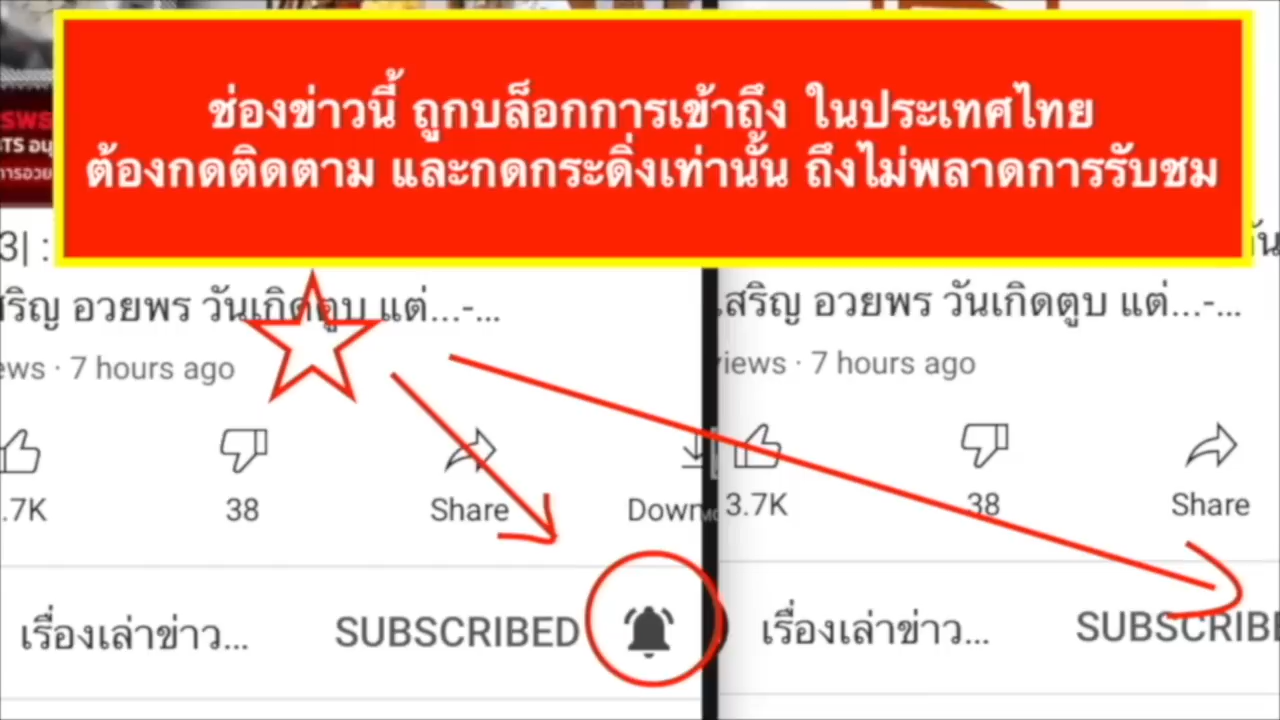 ช่องข่าวนี้ ถูกบล็อกการเข้าถึง ในประเทศไทย
ต้องกดติดตาม และกดกระดิ่งเท่านั้น ถึงไม่พลาดการรับชม
3| :
สริญ อวยพร วันเกิดตูบ แต่...-...
ews · 7 hours ago
.7K
38
Share
Down
เรื่องเล่าข่าว...
SUBSCRIBED
สริญ อวยพร วันเกิดตูบ แต่...-...
iews · 7 hours ago
3.7K
38
Share
เรื่องเล่าข่าว...
SUBSCRIB